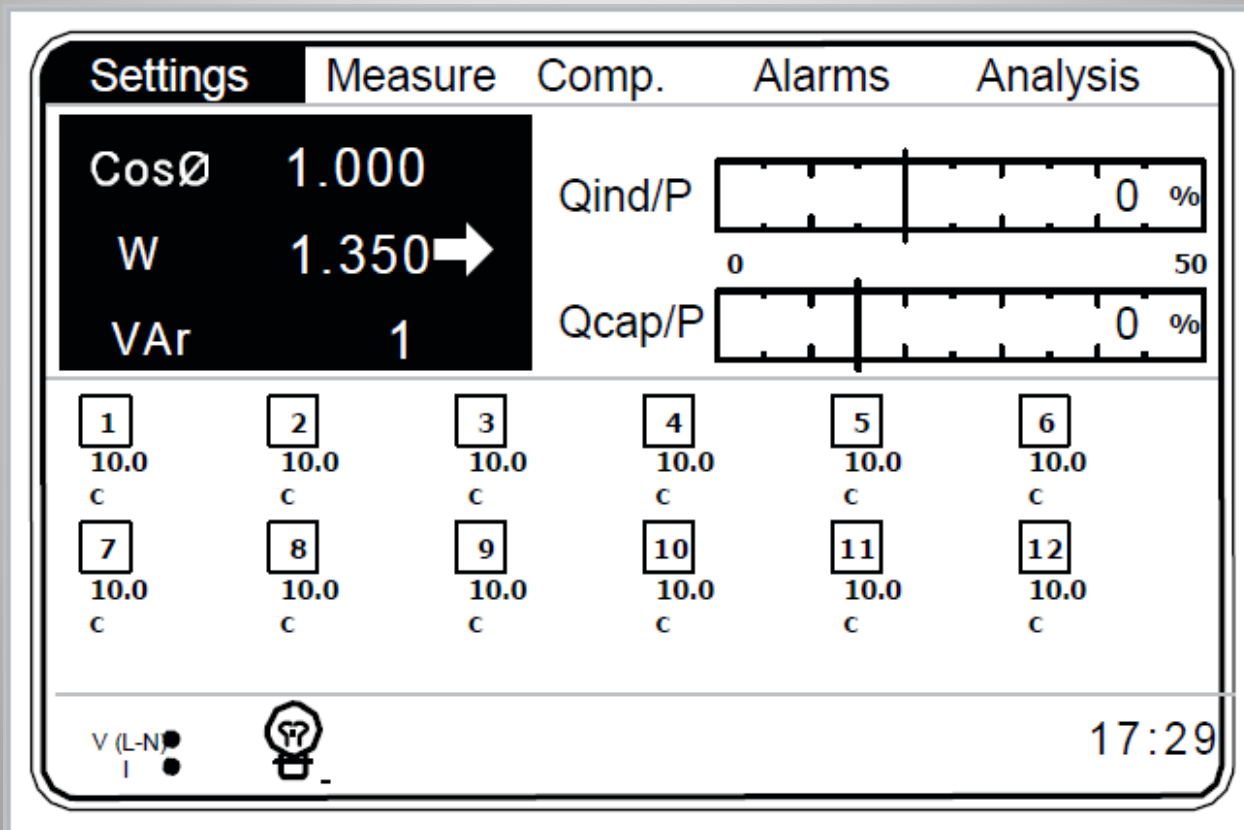 Settings Measure Comp. Alarms Analysis
CosØ 1.000
W 1.350
VAr 1
Qind/P 0 %
0 50
Qcap/P 0 %
1 2 3 4 5 6
10.0 10.0 10.0 10.0 10.0 10.0
C C C C C C
7 8 9 10 11 12
10.0 10.0 10.0 10.0 10.0 10.0
C C C C C C
V (L-N)
I
17:29